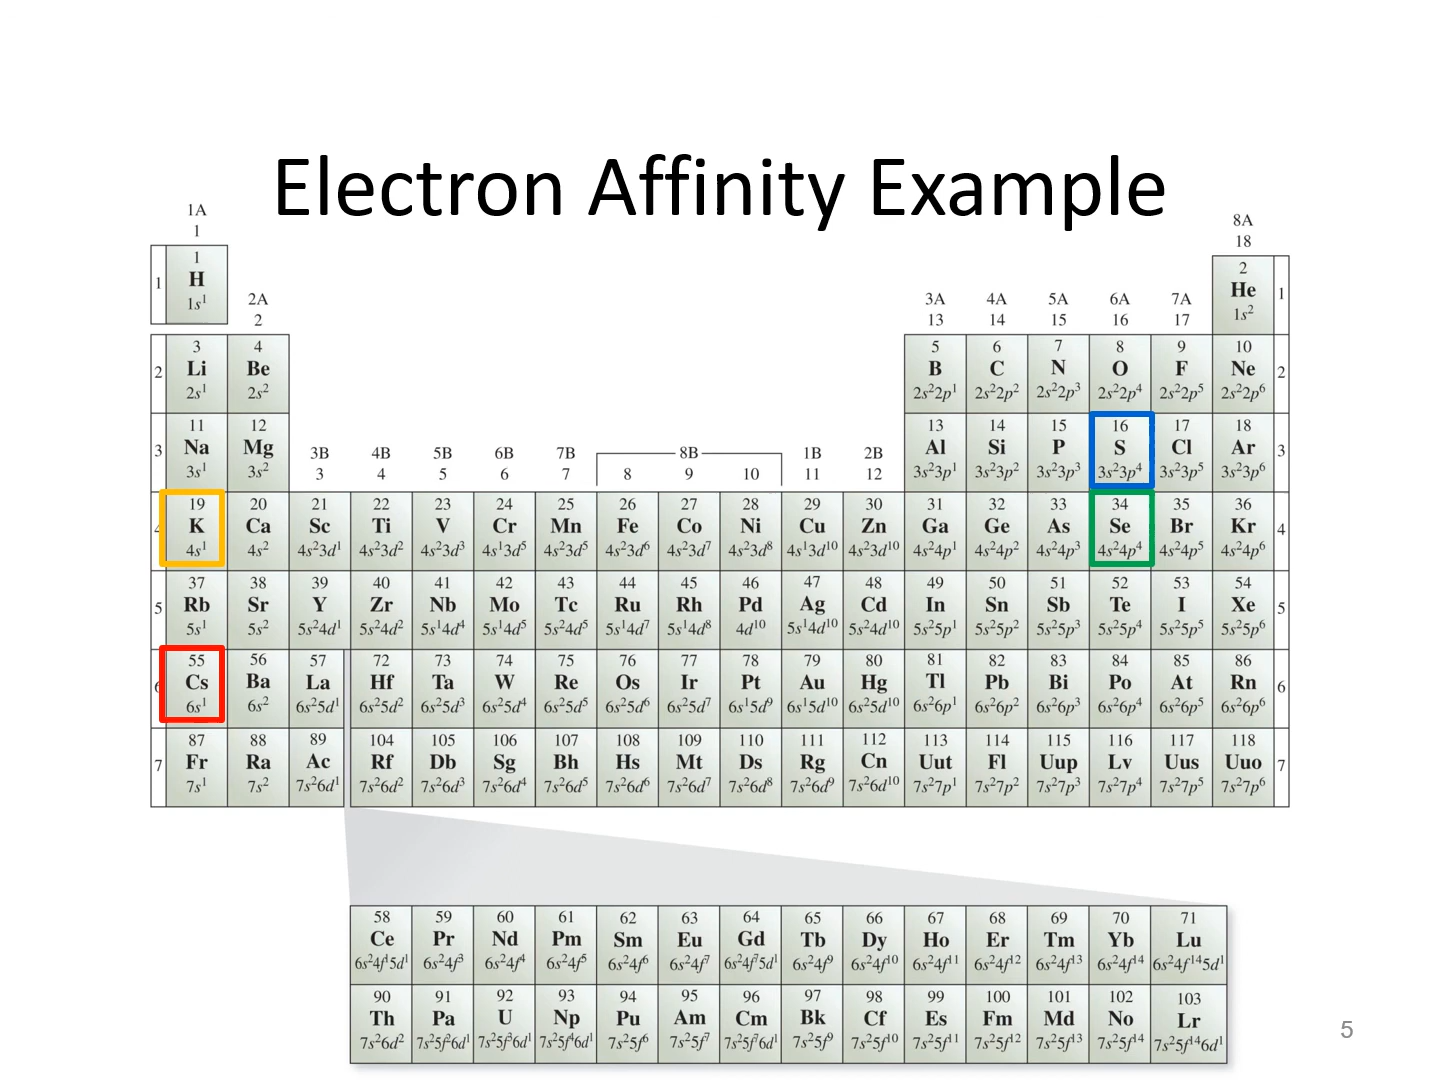 Electron Affinity Example
1A 8A
1 18
1 2
H He
1s¹ 1s²
1 1
2A 3A 4A 5A 6A 7A
2 13 14 15 16 17
3 4 5 6 7 8 9 10
2 Li Be B C N O F Ne 2
2s¹ 2s² 2s²2p¹ 2s²2p² 2s²2p³ 2s²2p⁴ 2s²2p⁵ 2s²2p⁶
11 12 13 14 15 16 17 18
3 Na Mg Al Si P S Cl Ar 3
3s¹ 3s² 3s²3p¹ 3s²3p² 3s²3p³ 3s²3p⁴ 3s²3p⁵ 3s²3p⁶
3B 4B 5B 6B 7B 8B 1B 2B
3 4 5 6 7 8 9 10 11 12
19 20 21 22 23 24 25 26 27 28 29 30 31 32 33 34 35 36
4 K Ca Sc Ti V Cr Mn Fe Co Ni Cu Zn Ga Ge As Se Br Kr 4
4s¹ 4s² 4s²3d¹ 4s²3d² 4s²3d³ 4s¹3d⁵ 4s²3d⁵ 4s²3d⁶ 4s²3d⁷ 4s²3d⁸ 4s¹3d¹⁰ 4s²3d¹⁰ 4s²4p¹ 4s²4p² 4s²4p³ 4s²4p⁴ 4s²4p⁵ 4s²4p⁶
37 38 39 40 41 42 43 44 45 46 47 48 49 50 51 52 53 54
5 Rb Sr Y Zr Nb Mo Tc Ru Rh Pd Ag Cd In Sn Sb Te I Xe 5
5s¹ 5s² 5s²4d¹ 5s²4d² 5s¹4d⁴ 5s¹4d⁵ 5s²4d⁵ 5s¹4d⁷ 5s¹4d⁸ 4d¹⁰ 5s¹4d¹⁰ 5s²4d¹⁰ 5s²5p¹ 5s²5p² 5s²5p³ 5s²5p⁴ 5s²5p⁵ 5s²5p⁶
55 56 57 72 73 74 75 76 77 78 79 80 81 82 83 84 85 86
6 Cs Ba La Hf Ta W Re Os Ir Pt Au Hg Tl Pb Bi Po At Rn 6
6s¹ 6s² 6s²5d¹ 6s²5d² 6s²5d³ 6s²5d⁴ 6s²5d⁵ 6s²5d⁶ 6s²5d⁷ 6s¹5d⁹ 6s¹5d¹⁰ 6s²5d¹⁰ 6s²6p¹ 6s²6p² 6s²6p³ 6s²6p⁴ 6s²6p⁵ 6s²6p⁶
87 88 89 104 105 106 107 108 109 110 111 112 113 114 115 116 117 118
7 Fr Ra Ac Rf Db Sg Bh Hs Mt Ds Rg Cn Uut Fl Uup Lv Uus Uuo 7
7s¹ 7s² 7s²6d¹ 7s²6d² 7s²6d³ 7s²6d⁴ 7s²6d⁵ 7s²6d⁶ 7s²6d⁷ 7s²6d⁸ 7s²6d⁹ 7s²6d¹⁰ 7s²7p¹ 7s²7p² 7s²7p³ 7s²7p⁴ 7s²7p⁵ 7s²7p⁶
58 59 60 61 62 63 64 65 66 67 68 69 70 71
Ce Pr Nd Pm Sm Eu Gd Tb Dy Ho Er Tm Yb Lu
6s²4f¹5d¹ 6s²4f³ 6s²4f⁴ 6s²4f⁵ 6s²4f⁶ 6s²4f⁷ 6s²4f⁷5d¹ 6s²4f⁹ 6s²4f¹⁰ 6s²4f¹¹ 6s²4f¹² 6s²4f¹³ 6s²4f¹⁴ 6s²4f¹⁴5d¹
90 91 92 93 94 95 96 97 98 99 100 101 102 103
Th Pa U Np Pu Am Cm Bk Cf Es Fm Md No Lr
7s²6d² 7s²5f²6d¹ 7s²5f³6d¹ 7s²5f⁴6d¹ 7s²5f⁶ 7s²5f⁷ 7s²5f⁷6d¹ 7s²5f⁹ 7s²5f¹⁰ 7s²5f¹¹ 7s²5f¹² 7s²5f¹³ 7s²5f¹⁴ 7s²5f¹⁴6d¹
5